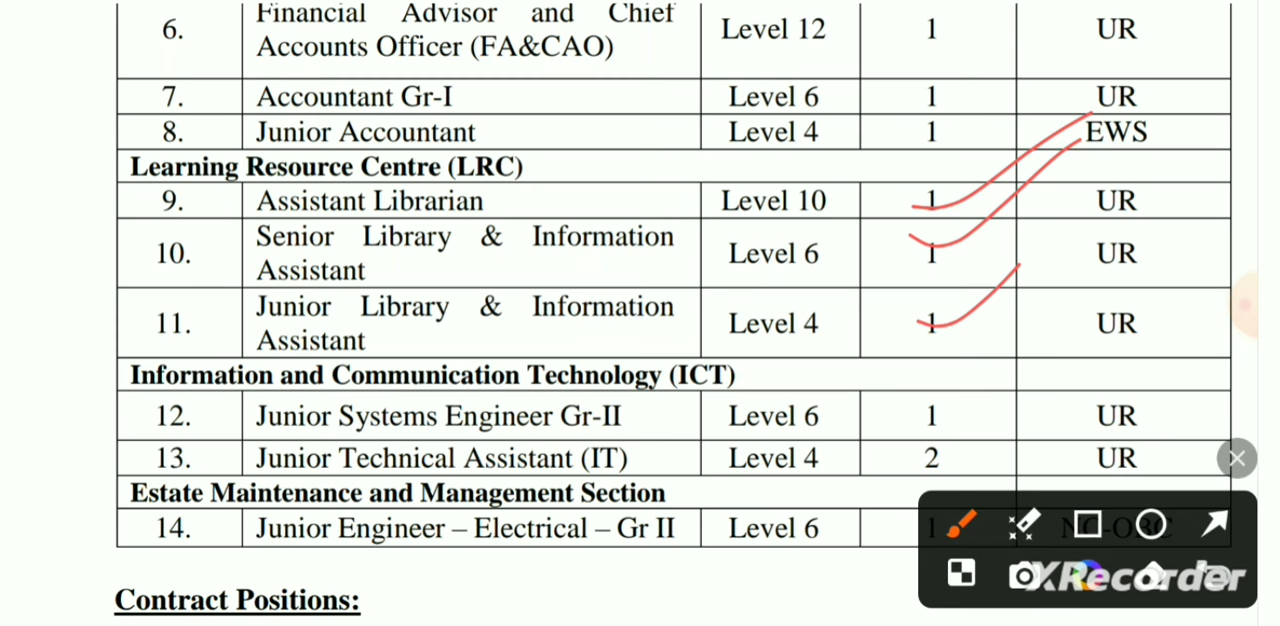 6. Financial Advisor and Chief Level 12 1 UR
Accounts Officer (FA&CAO)
7. Accountant Gr-I Level 6 1 UR
8. Junior Accountant Level 4 1 EWS
Learning Resource Centre (LRC)
9. Assistant Librarian Level 10 1 UR
10. Senior Library & Information Level 6 1 UR
Assistant
11. Junior Library & Information Level 4 1 UR
Assistant
Information and Communication Technology (ICT)
12. Junior Systems Engineer Gr-II Level 6 1 UR
13. Junior Technical Assistant (IT) Level 4 2 UR
Estate Maintenance and Management Section
14. Junior Engineer – Electrical – Gr II Level 6 1
XRecorder
Contract Positions: